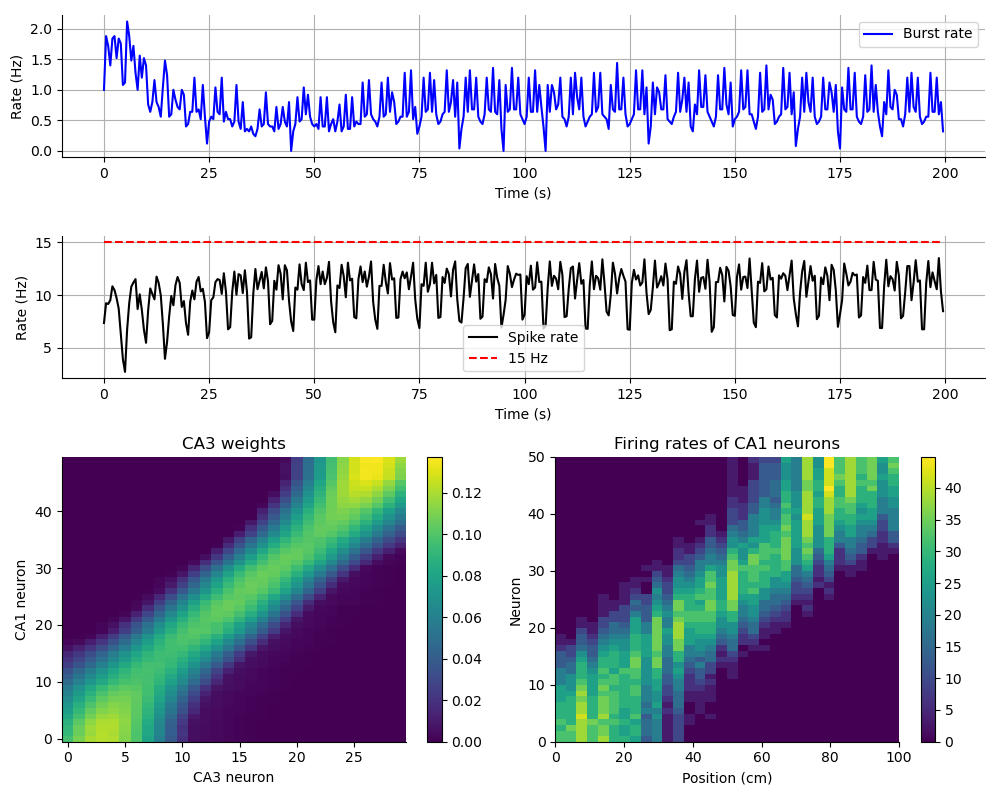 2.0
1.5
1.0
0.5
0.0
Rate (Hz)
Burst rate
0 25 50 75 100 125 150 175 200
Time (s)
15
10
5
Rate (Hz)
Spike rate
15 Hz
0 25 50 75 100 125 150 175 200
Time (s)
CA3 weights
40
30
20
10
0
CA1 neuron
0 5 10 15 20 25
CA3 neuron
0.12
0.10
0.08
0.06
0.04
0.02
0.00
Firing rates of CA1 neurons
50
40
30
20
10
0
Neuron
0 20 40 60 80 100
Position (cm)
40
35
30
25
20
15
10
5
0